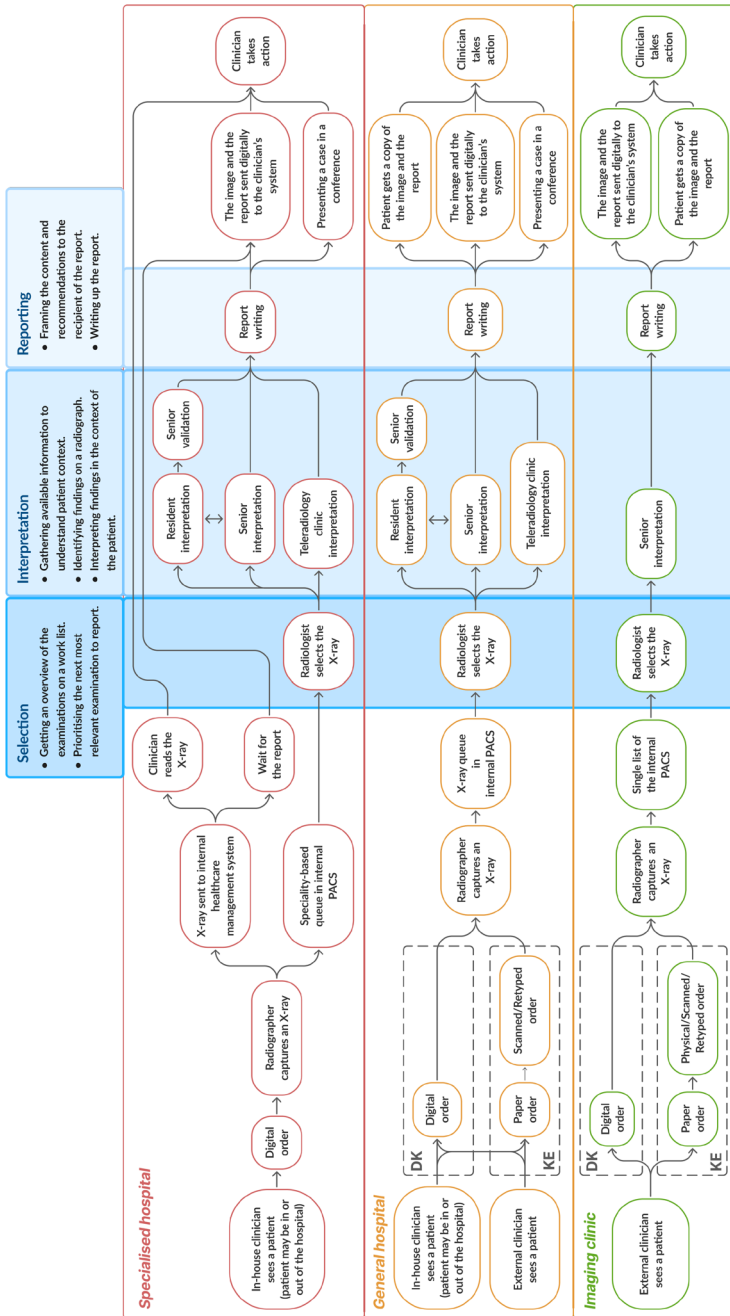 Selection
• Getting an overview of the
examinations on a work list.
• Prioritising the next most
relevant examination to report.
Interpretation
• Gathering available information to
understand patient context.
• Identifying findings on a radiograph.
• Interpreting findings in the context of
the patient.
Reporting
• Framing the content and
recommendations to the
recipient of the report.
• Writing up the report.
Specialised hospital
In-house clinician
sees a patient
(patient may be in or
out of the hospital)
Digital
order
Radiographer
captures an X-ray
X-ray sent to internal
healthcare
management system
Speciality-based
queue in internal
PACS
Clinician
reads the
X-ray
Wait for
the report
Radiologist
selects the
X-ray
Resident
interpretation
Senior
validation
Senior
interpretation
Teleradiology
clinic
interpretation
Report
writing
The image and the
report sent digitally
to the clinician's
system
Presenting a case in a
conference
Clinician
takes
action
General hospital
In-house clinician
sees a patient
(patient may be in or
out of the hospital)
External clinician
sees a patient
DK
Digital
order
KE
Paper
order
Scanned/Retyped
order
Radiographer
captures an
X-ray
X-ray queue
in
internal PACS
Radiologist
selects the
X-ray
Resident
interpretation
Senior
validation
Senior
interpretation
Teleradiology clinic
interpretation
Report
writing
Patient gets a copy of
the image and the
report
The image and the
report sent digitally
to the clinician's
system
Presenting a case in a
conference
Clinician
takes
action
Imaging clinic
External clinician
sees a patient
DK
Digital
order
KE
Paper
order
Physical/Scanned/
Retyped order
Radiographer
captures an
X-ray
Single list of
the internal
PACS
Radiologist
selects the
X-ray
Senior
interpretation
Report
writing
The image and the
report sent digitally to
the clinician's system
Patient gets a copy of
the image and the
report
Clinician
takes
action